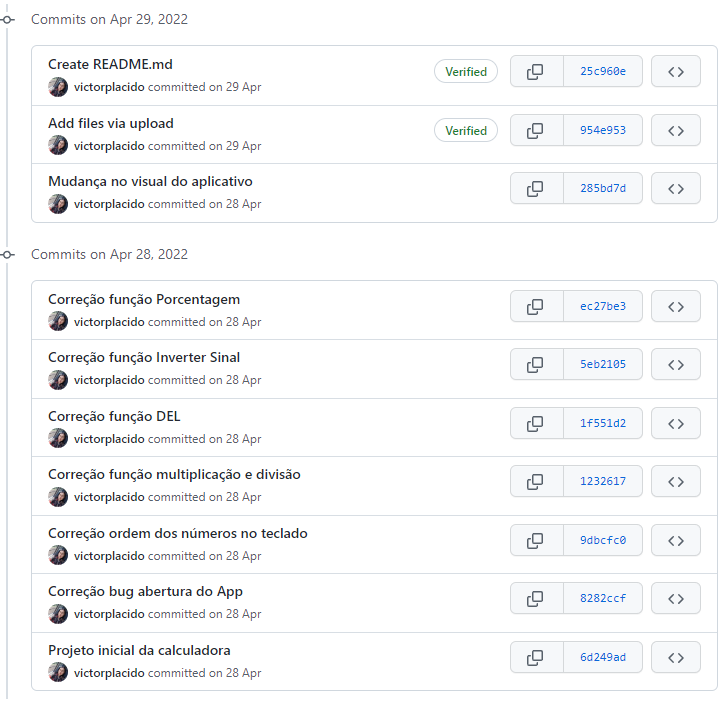 Commits on Apr 29, 2022
Create README.md
Verified
25c960e
victorplacido committed on 29 Apr
Add files via upload
Verified
954e953
victorplacido committed on 29 Apr
Mudança no visual do aplicativo
285bd7d
victorplacido committed on 28 Apr
Commits on Apr 28, 2022
Correção função Porcentagem
ec27be3
victorplacido committed on 28 Apr
Correção função Inverter Sinal
5eb2105
victorplacido committed on 28 Apr
Correção função DEL
1f551d2
victorplacido committed on 28 Apr
Correção função multiplicação e divisão
1232617
victorplacido committed on 28 Apr
Correção ordem dos números no teclado
9dbcfc0
victorplacido committed on 28 Apr
Correção bug abertura do App
8282ccf
victorplacido committed on 28 Apr
Projeto inicial da calculadora
6d249ad
victorplacido committed on 28 Apr